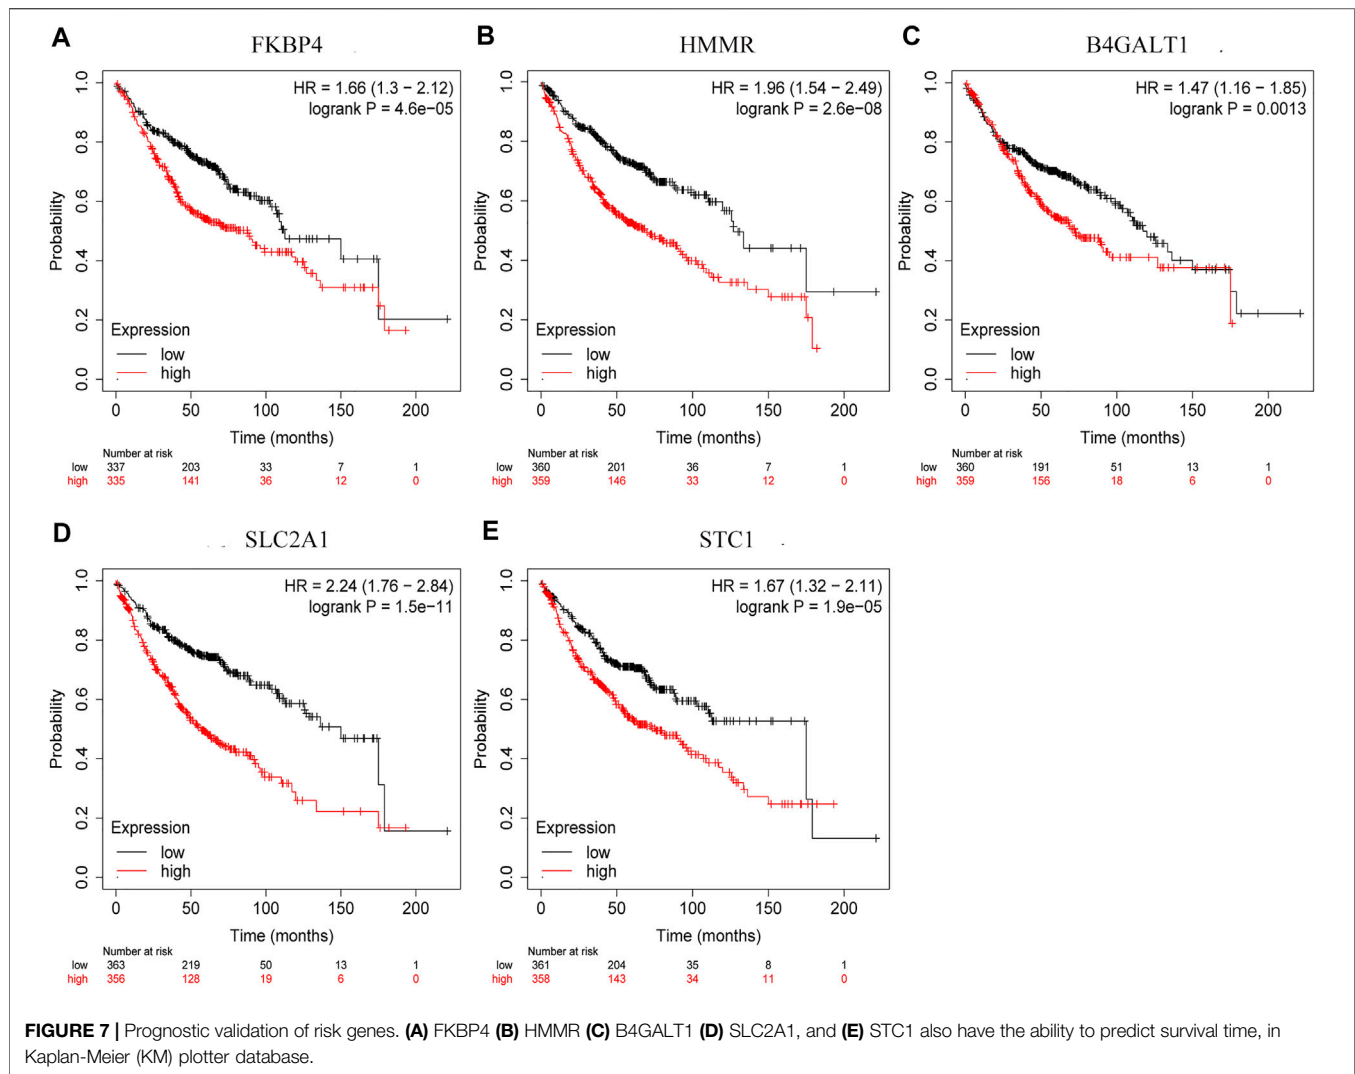 A
FKBP4
HR = 1.66 (1.3 − 2.12)
logrank P = 4.6e−05
Probability
1.0
0.8
0.6
0.4
0.2
0.0
Expression
low
high
0 50 100 150 200
Time (months)
Number at risk
low 337 203 33 7 1
high 335 141 36 12 0
B
HMMR
HR = 1.96 (1.54 − 2.49)
logrank P = 2.6e−08
Probability
1.0
0.8
0.6
0.4
0.2
0.0
Expression
low
high
0 50 100 150 200
Time (months)
Number at risk
low 360 201 36 7 1
high 359 146 33 12 0
C
B4GALT1
HR = 1.47 (1.16 − 1.85)
logrank P = 0.0013
Probability
1.0
0.8
0.6
0.4
0.2
0.0
Expression
low
high
0 50 100 150 200
Time (months)
Number at risk
low 360 191 51 13 1
high 359 156 18 6 0
D
SLC2A1
HR = 2.24 (1.76 − 2.84)
logrank P = 1.5e−11
Probability
1.0
0.8
0.6
0.4
0.2
0.0
Expression
low
high
0 50 100 150 200
Time (months)
Number at risk
low 363 219 50 13 1
high 356 128 19 6 0
E
STC1
HR = 1.67 (1.32 − 2.11)
logrank P = 1.9e−05
Probability
1.0
0.8
0.6
0.4
0.2
0.0
Expression
low
high
0 50 100 150 200
Time (months)
Number at risk
low 361 204 35 8 1
high 358 143 34 11 0
FIGURE 7 | Prognostic validation of risk genes. (A) FKBP4 (B) HMMR (C) B4GALT1 (D) SLC2A1, and (E) STC1 also have the ability to predict survival time, in
Kaplan-Meier (KM) plotter database.